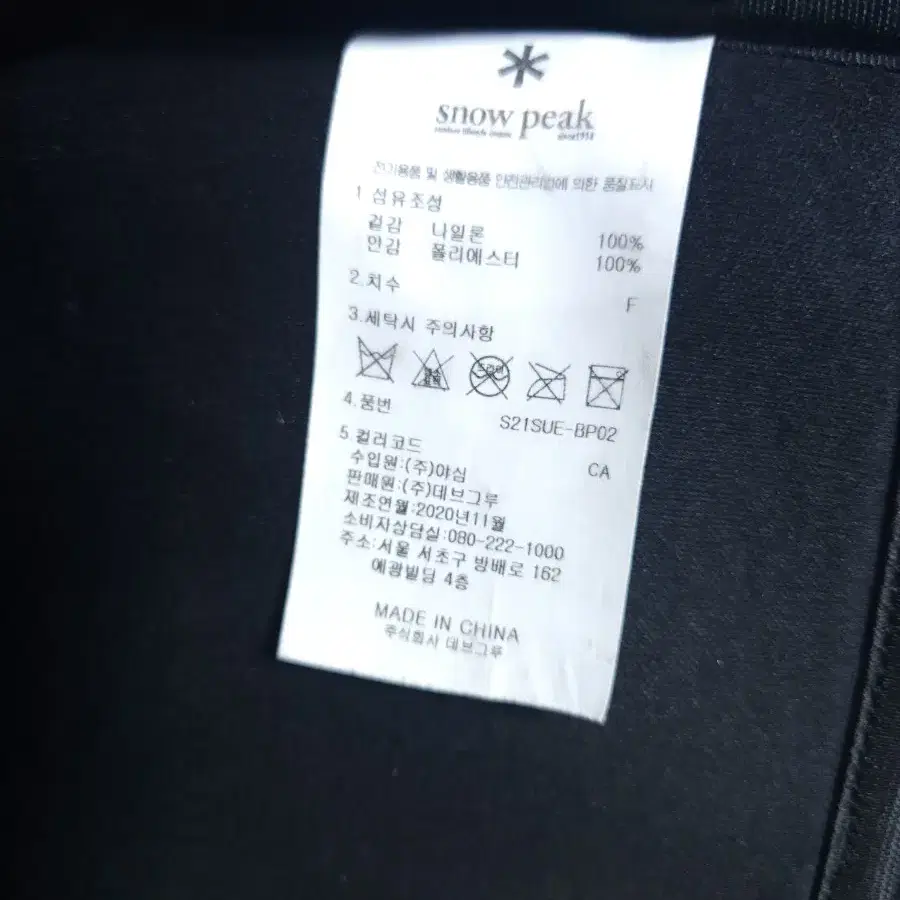 snow peak
since1958
전기용품 및 생활용품 안전관리법에 의한 품질표시
1 섬유조성
겉감 나일론 100%
안감 폴리에스터 100%
2.치수 F
3.세탁시 주의사항
4.품번 S21SUE-BP02
5.컬러코드 CA
수입원:(주)야심
판매원:(주)데브그루
제조연월:2020년11월
소비자상담실:080-222-1000
주소:서울 서초구 방배로 162
예광빌딩 4층
MADE IN CHINA
주식회사 데브그루